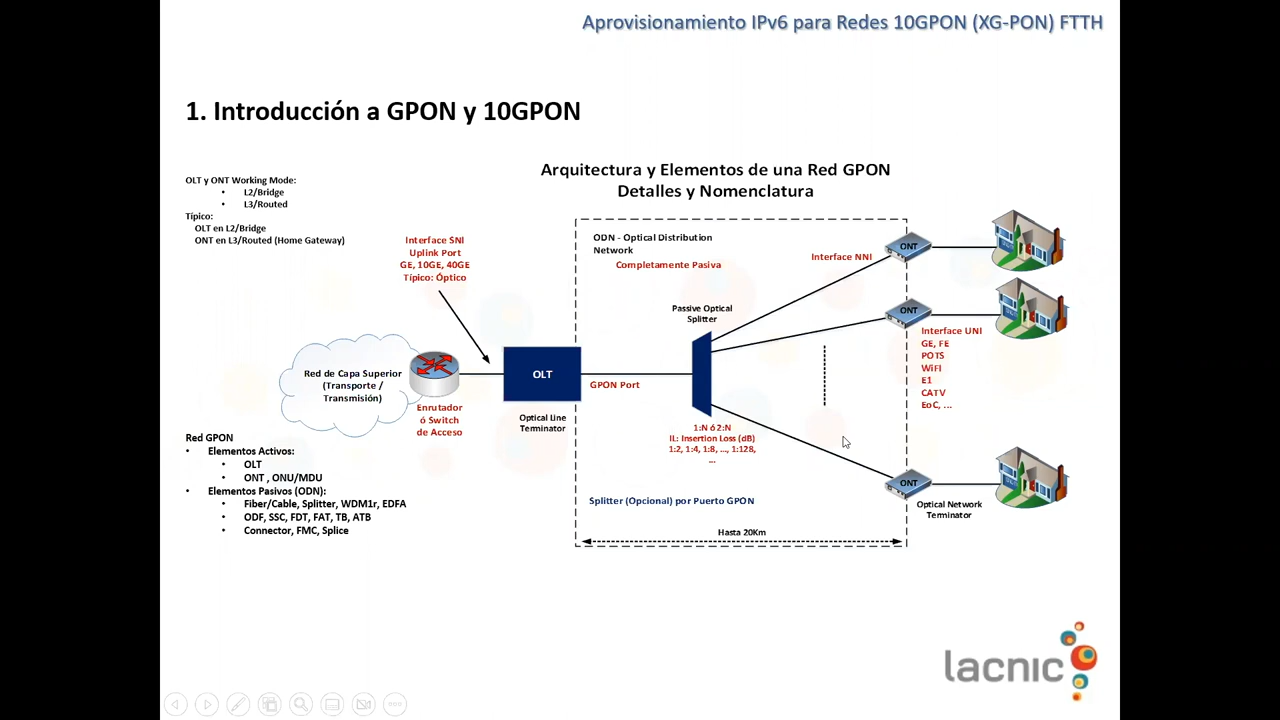 Aprovisionamiento IPv6 para Redes 10GPON (XG-PON) FTTH
1. Introducción a GPON y 10GPON
Arquitectura y Elementos de una Red GPON
Detalles y Nomenclatura
OLT y ONT Working Mode:
• L2/Bridge
• L3/Routed
Típico:
OLT en L2/Bridge
ONT en L3/Routed (Home Gateway)
Interface SNI
Uplink Port
GE, 10GE, 40GE
Típico: Óptico
ODN - Optical Distribution
Network
Completamente Pasiva
Interface NNI
ONT
Passive Optical
Splitter
ONT
Interface UNI
GE, FE
POTS
WiFI
E1
CATV
EoC, ...
Red de Capa Superior
(Transporte /
Transmisión)
Enrutador
ó Switch
de Acceso
OLT
Optical Line
Terminator
GPON Port
1:N ó 2:N
IL: Insertion Loss (dB)
1:2, 1:4, 1:8, ..., 1:128,
...
ONT
Optical Network
Terminator
Splitter (Opcional) por Puerto GPON
Hasta 20Km
Red GPON
• Elementos Activos:
• OLT
• ONT , ONU/MDU
• Elementos Pasivos (ODN):
• Fiber/Cable, Splitter, WDM1r, EDFA
• ODF, SSC, FDT, FAT, TB, ATB
• Connector, FMC, Splice
lacnic